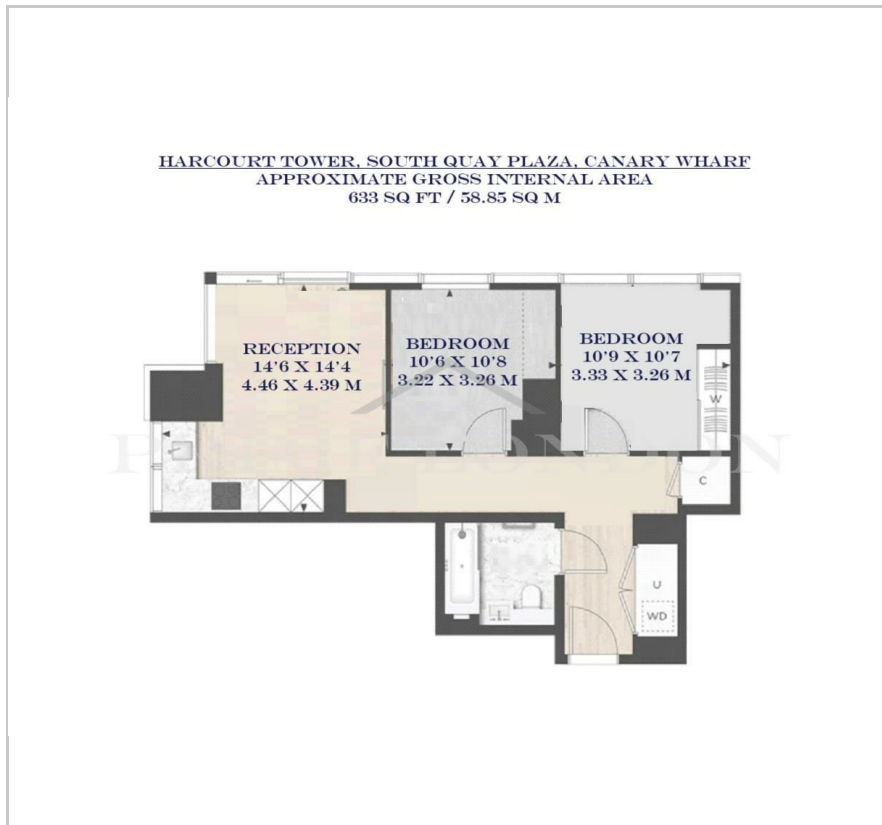 HARCOURT TOWER, SOUTH QUAY PLAZA, CANARY WHARF
APPROXIMATE GROSS INTERNAL AREA
633 SQ FT / 58.85 SQ M
RECEPTION
14'6 X 14'4
4.46 X 4.39 M
BEDROOM
10'6 X 10'8
3.22 X 3.26 M
BEDROOM
10'9 X 10'7
3.33 X 3.26 M
W
LONDON
C
U
WD